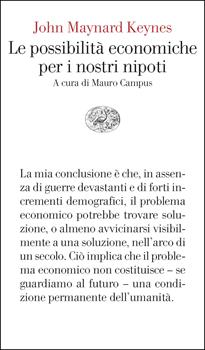 John Maynard Keynes
Le possibilità economiche
per i nostri nipoti
A cura di Mauro Campus
La mia conclusione è che, in assen-
za di guerre devastanti e di forti in-
crementi demografici, il problema
economico potrebbe trovare solu-
zione, o almeno avvicinarsi visibil-
mente a una soluzione, nell'arco di
un secolo. Ciò implica che il proble-
ma economico non costituisce – se
guardiamo al futuro – una condi-
zione permanente dell'umanità.